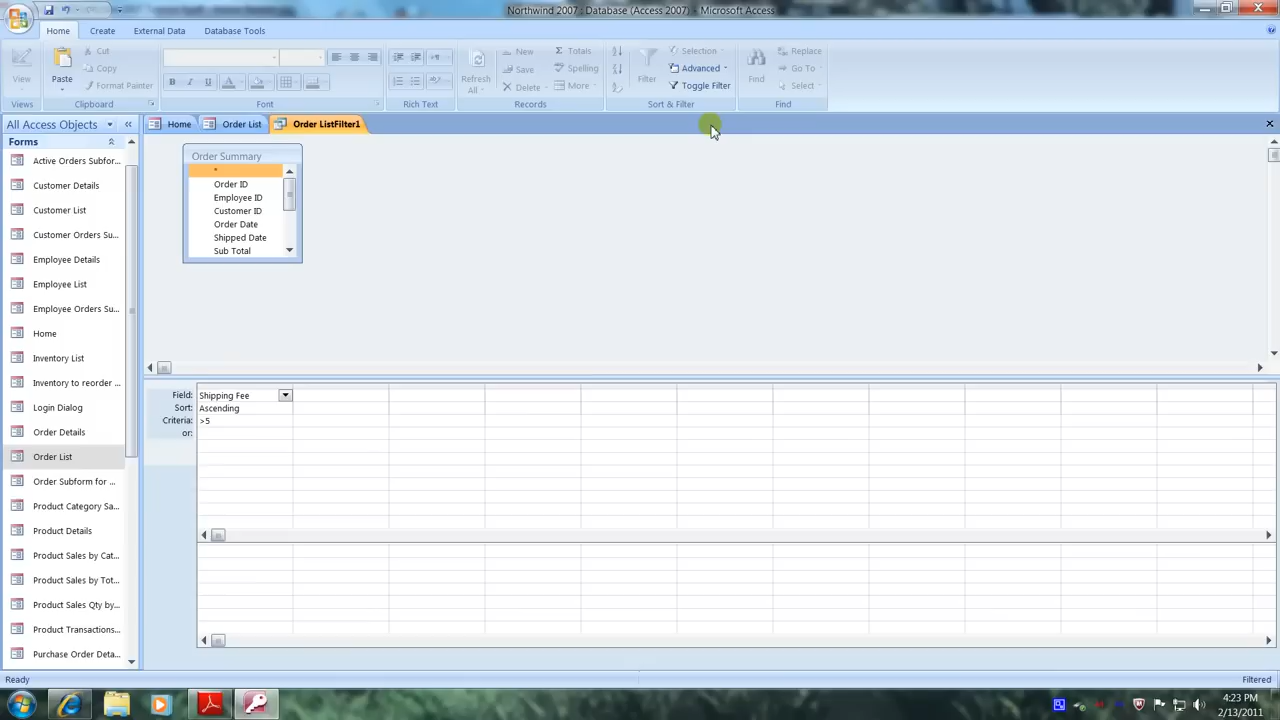 Northwind 2007 : Database (Access 2007) - Microsoft Access
Home
Create
External Data
Database Tools
View
Views
Paste
Cut
Copy
Format Painter
Clipboard
B
I
U
A
Font
Rich Text
Refresh
All
New
Save
Delete
Totals
Spelling
More
Records
Filter
Selection
Advanced
Toggle Filter
Sort & Filter
Find
Replace
Go To
Select
Find
All Access Objects
Forms
Active Orders Subfor...
Customer Details
Customer List
Customer Orders Su...
Employee Details
Employee List
Employee Orders Su...
Home
Inventory List
Inventory to reorder ...
Login Dialog
Order Details
Order List
Order Subform for ...
Product Category Sa...
Product Details
Product Sales by Cat...
Product Sales by Tot...
Product Sales Qty by...
Product Transactions...
Purchase Order Deta...
Home
Order List
Order ListFilter1
Order Summary
*
Order ID
Employee ID
Customer ID
Order Date
Shipped Date
Sub Total
Field: Shipping Fee
Sort: Ascending
Criteria: >5
or:
Ready
Filtered
4:23 PM
2/13/2011